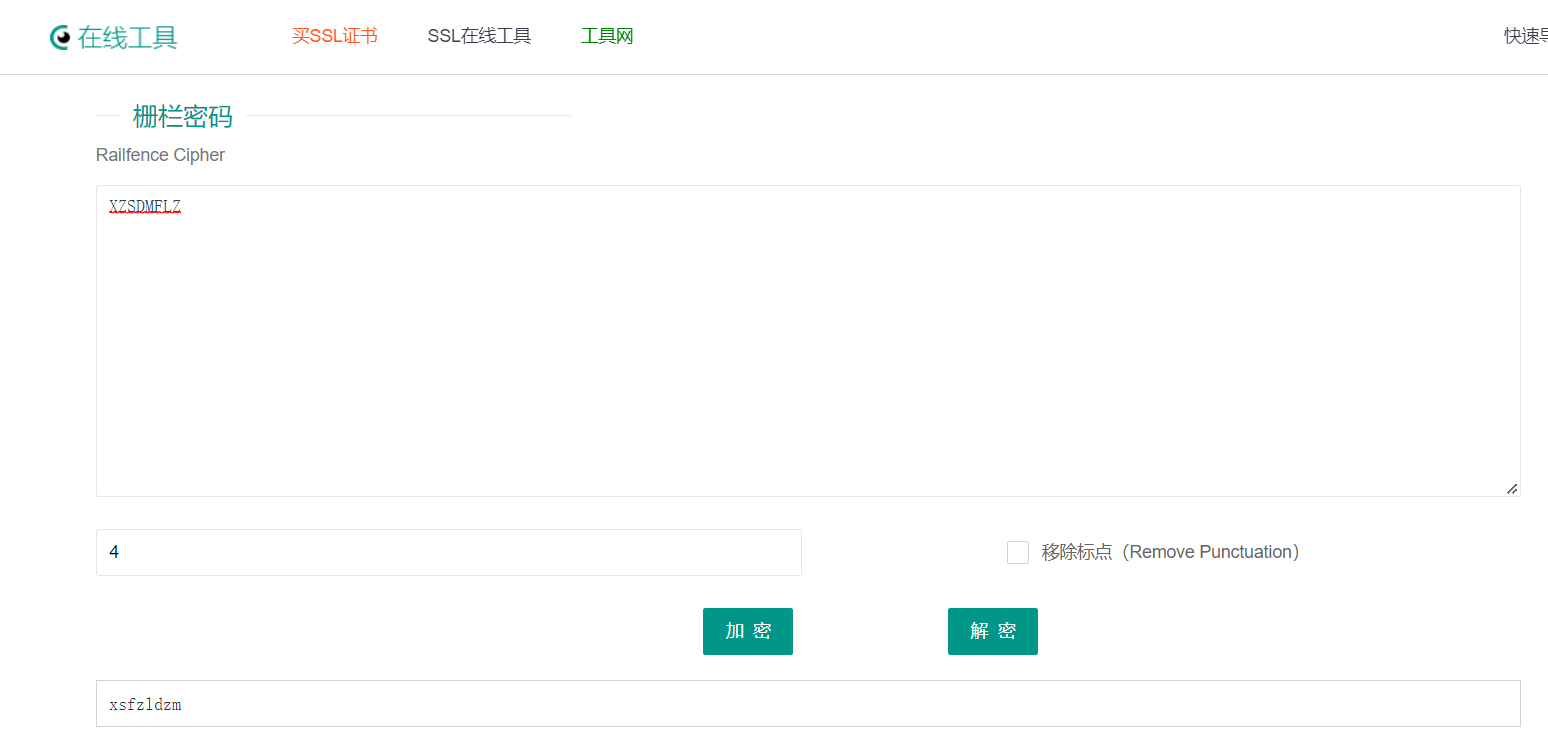 在线工具 买SSL证书 SSL在线工具 工具网 快速导
栅栏密码
Railfence Cipher
XZSDMFLZ
4 移除标点（Remove Punctuation）
加 密 解 密
xsfzldzm